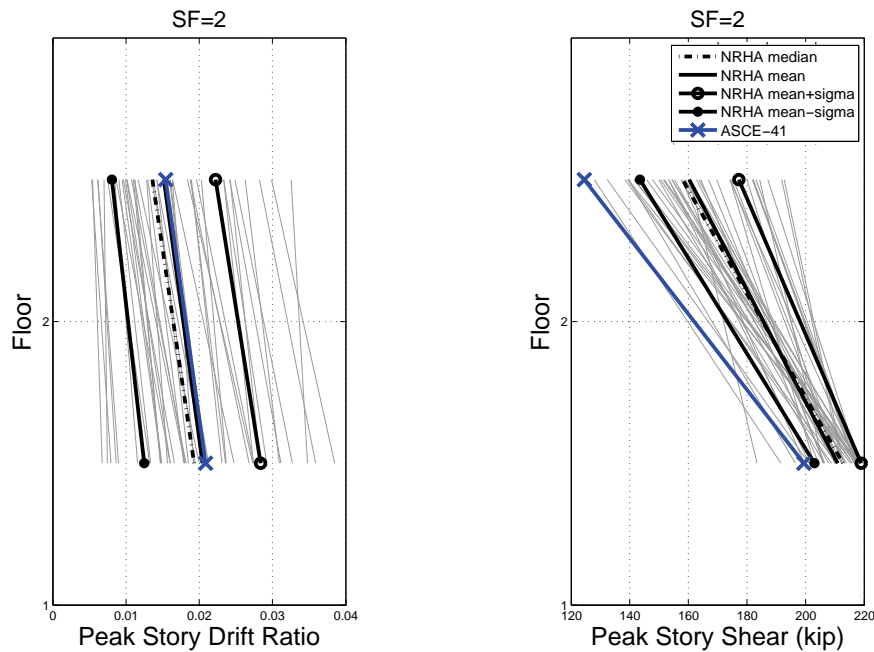 SF=2
Floor
2
1
0
0.01
0.02
0.03
0.04
Peak Story Drift Ratio
SF=2
NRHA median
NRHA mean
NRHA mean+sigma
NRHA mean−sigma
ASCE−41
Floor
2
1
120
140
160
180
200
220
Peak Story Shear (kip)